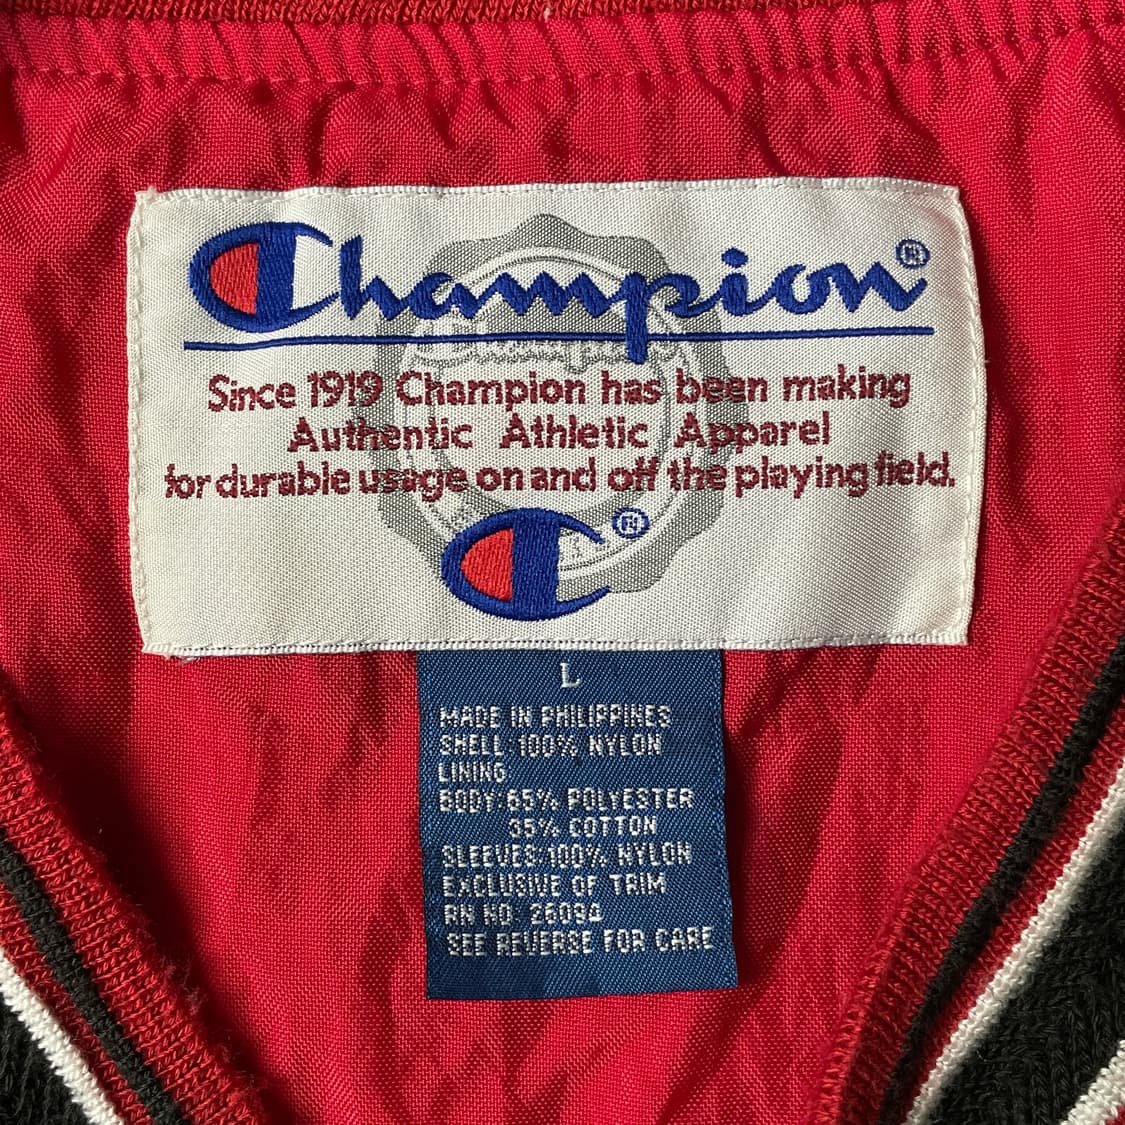 Champion®
Since 1919 Champion has been making
Authentic Athletic Apparel
for durable usage on and off the playing field.
®
L
MADE IN PHILIPPINES
SHELL 100% NYLON
LINING
BODY 65% POLYESTER
35% COTTON
SLEEVES 100% NYLON
EXCLUSIVE OF TRIM
RN NO 26094
SEE REVERSE FOR CARE